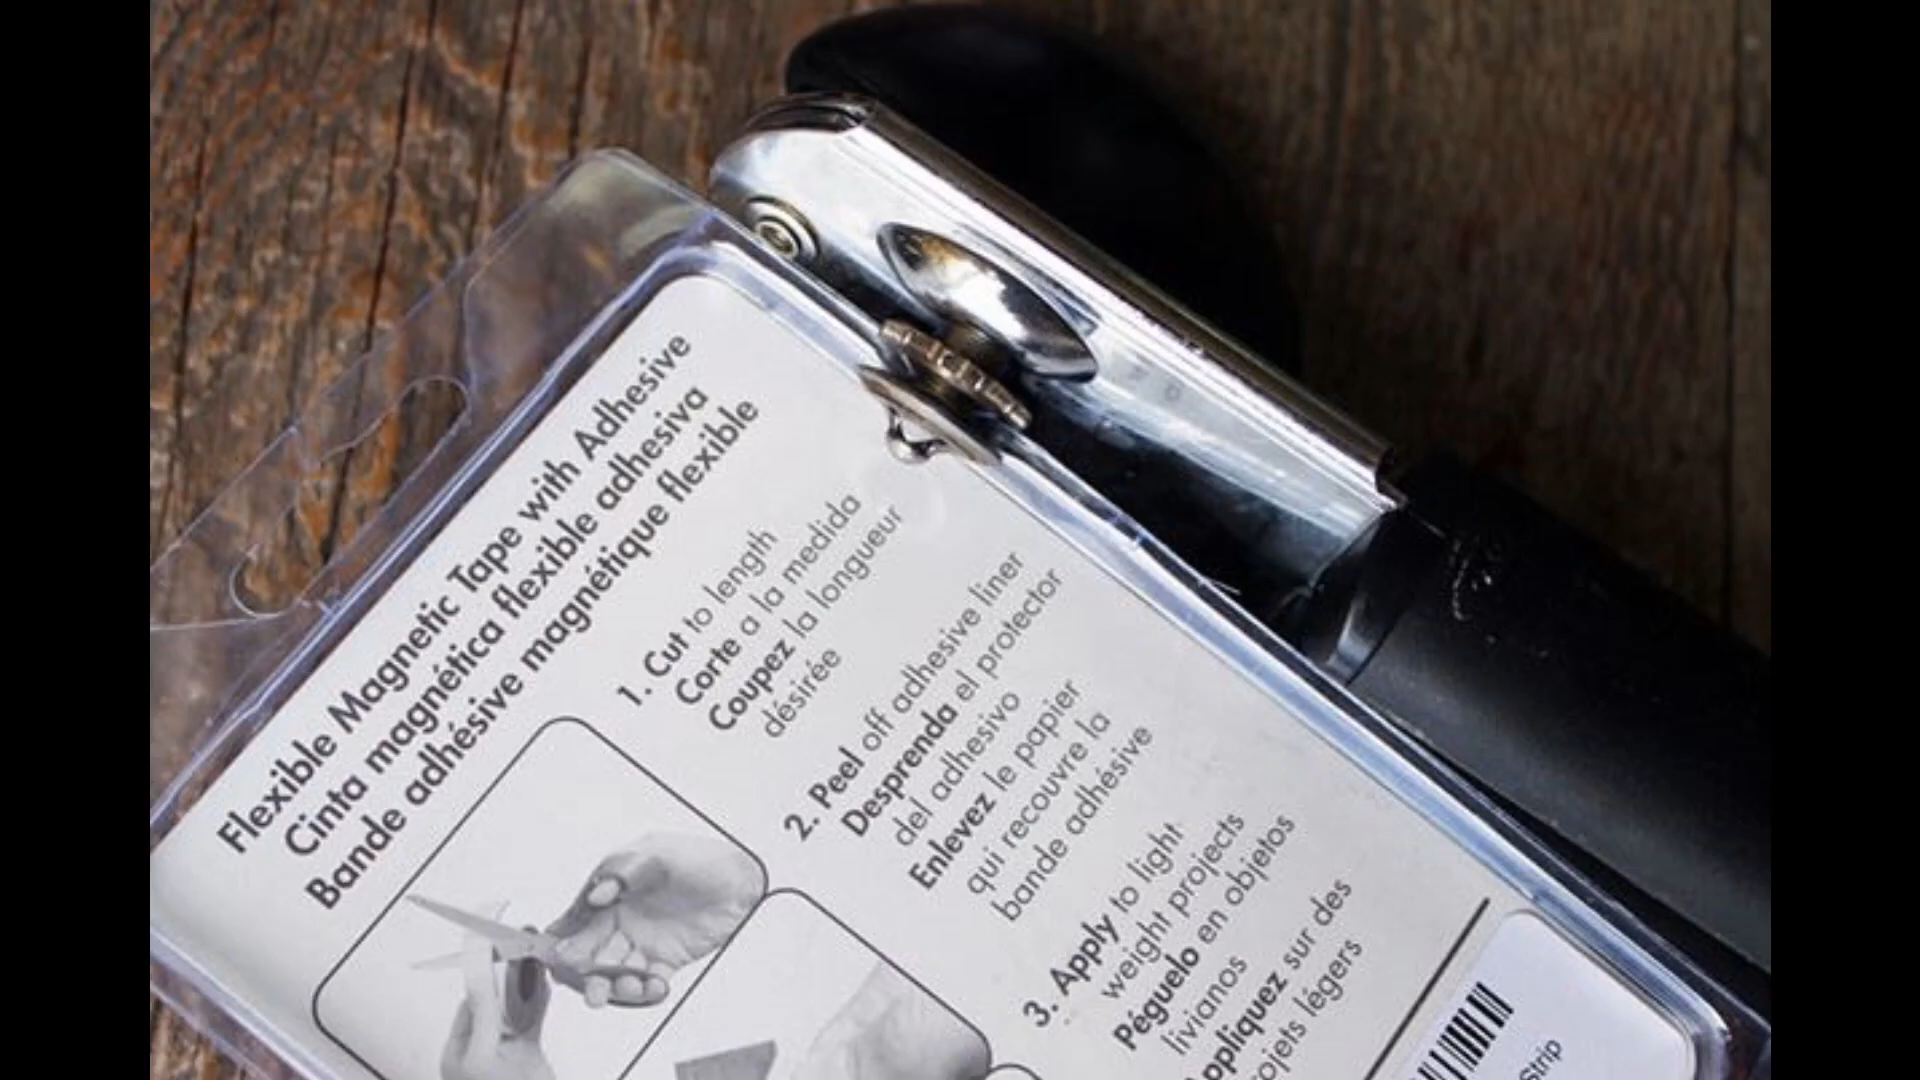 Flexible Magnetic Tape with Adhesive
Cinta magnética flexible adhesiva
Bande adhésive magnétique flexible
1. Cut to length
Corte a la medida
Coupez la longueur
désirée
2. Peel off adhesive liner
Desprenda el protector
del adhesivo
Enlevez le papier
qui recouvre la
bande adhésive
3. Apply to light
weight projects
Péguelo en objetos
livianos
Appliquez sur des
projets légers
Strip